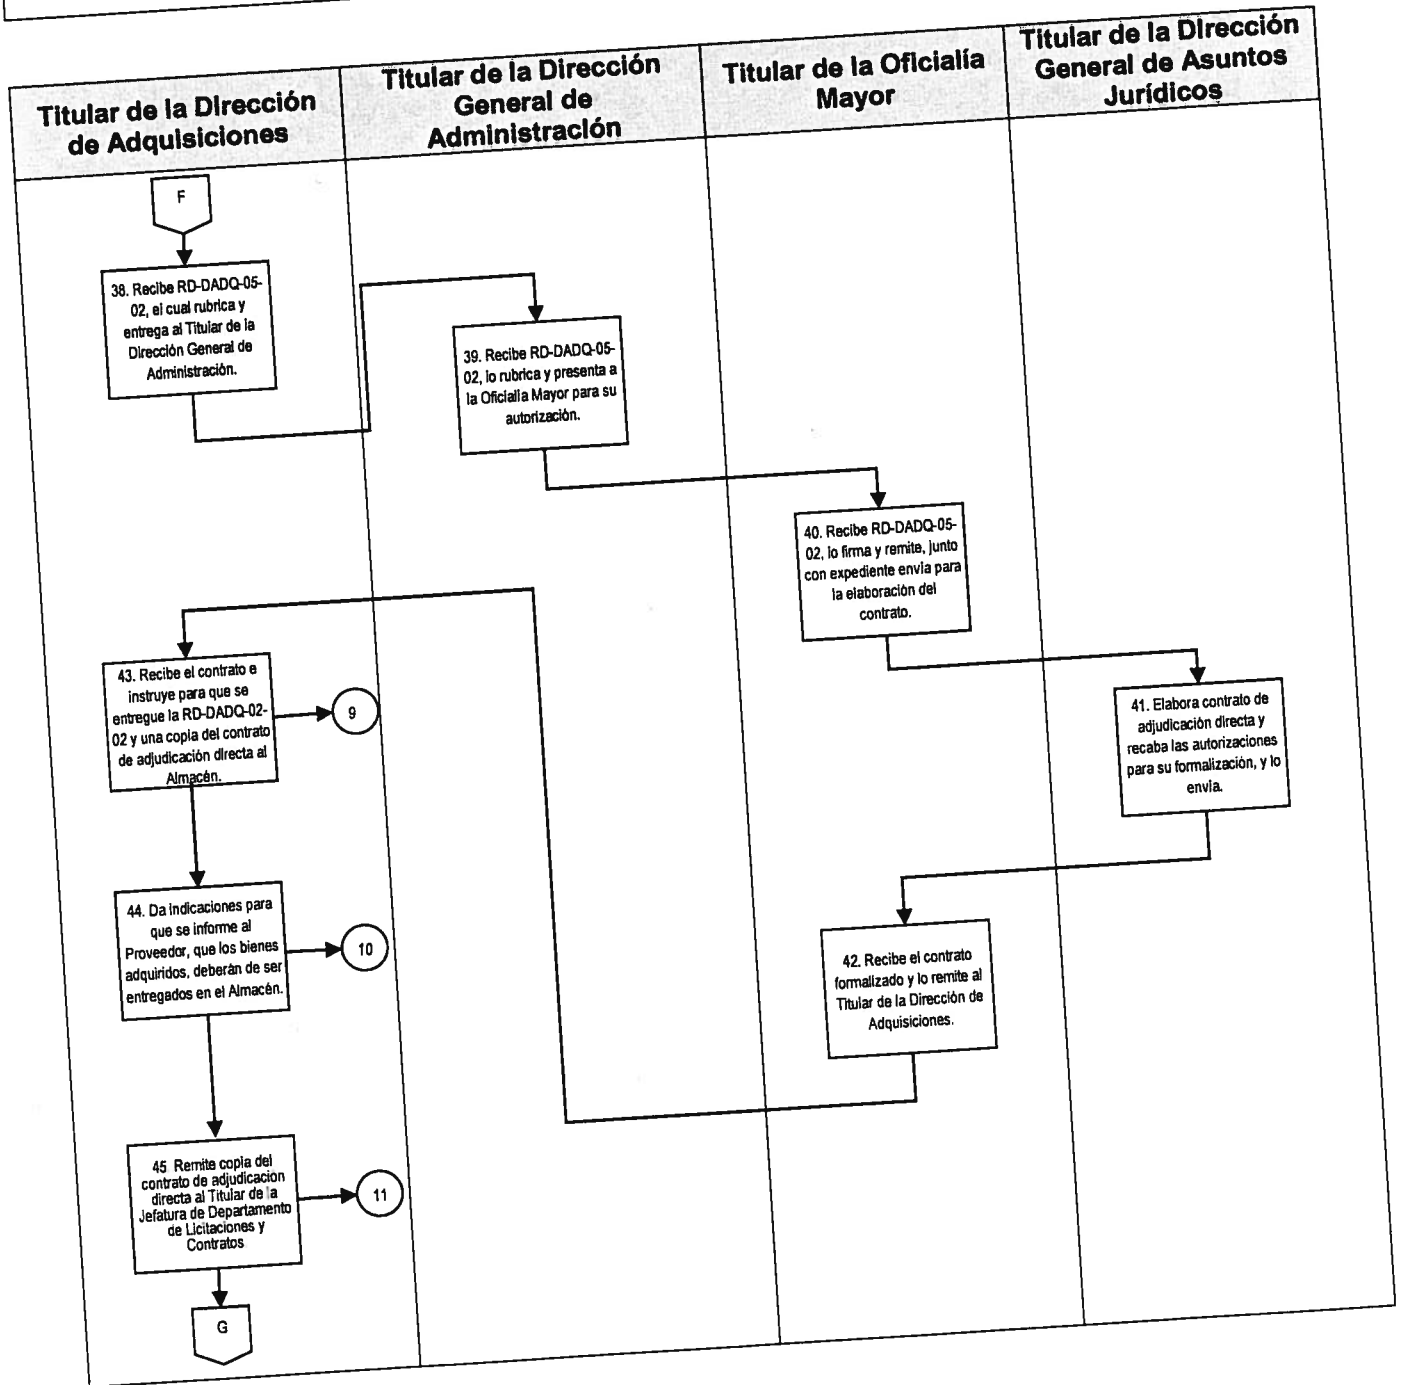 Titular de la Dirección
de Adquisiciones
Titular de la Dirección
General de
Administración
Titular de la Oficialía
Mayor
Titular de la Dirección
General de Asuntos
Jurídicos
F
38. Recibe RD-DADQ-05-
02, el cual rubrica y
entrega al Titular de la
Dirección General de
Administración.
39. Recibe RD-DADQ-05-
02, lo rubrica y presenta a
la Oficialia Mayor para su
autorización.
40. Recibe RD-DADQ-05-
02, lo firma y remite, junto
con expediente envia para
la elaboración del
contrato.
41. Elabora contrato de
adjudicación directa y
recaba las autorizaciones
para su formalización, y lo
envia.
42. Recibe el contrato
formalizado y lo remite al
Titular de la Dirección de
Adquisiciones.
43. Recibe el contrato e
instruye para que se
entregue la RD-DADQ-02-
02 y una copia del contrato
de adjudicación directa al
Almacén.
9
44. Da indicaciones para
que se informe al
Proveedor, que los bienes
adquiridos, deberán de ser
entregados en el Almacén.
10
45 Remite copia del
contrato de adjudicación
directa al Titular de la
Jefatura de Departamento
de Licitaciones y
Contratos
11
G